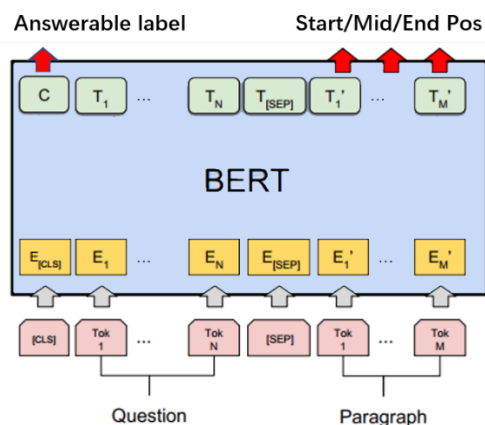 Answerable label Start/Mid/End Pos
C T1 ... TN T[SEP] T1' ... TM'
BERT
E[CLS] E1 ... EN E[SEP] E1' ... EM'
[CLS] Tok 1 ... Tok N [SEP] Tok 1 ... Tok M
Question Paragraph